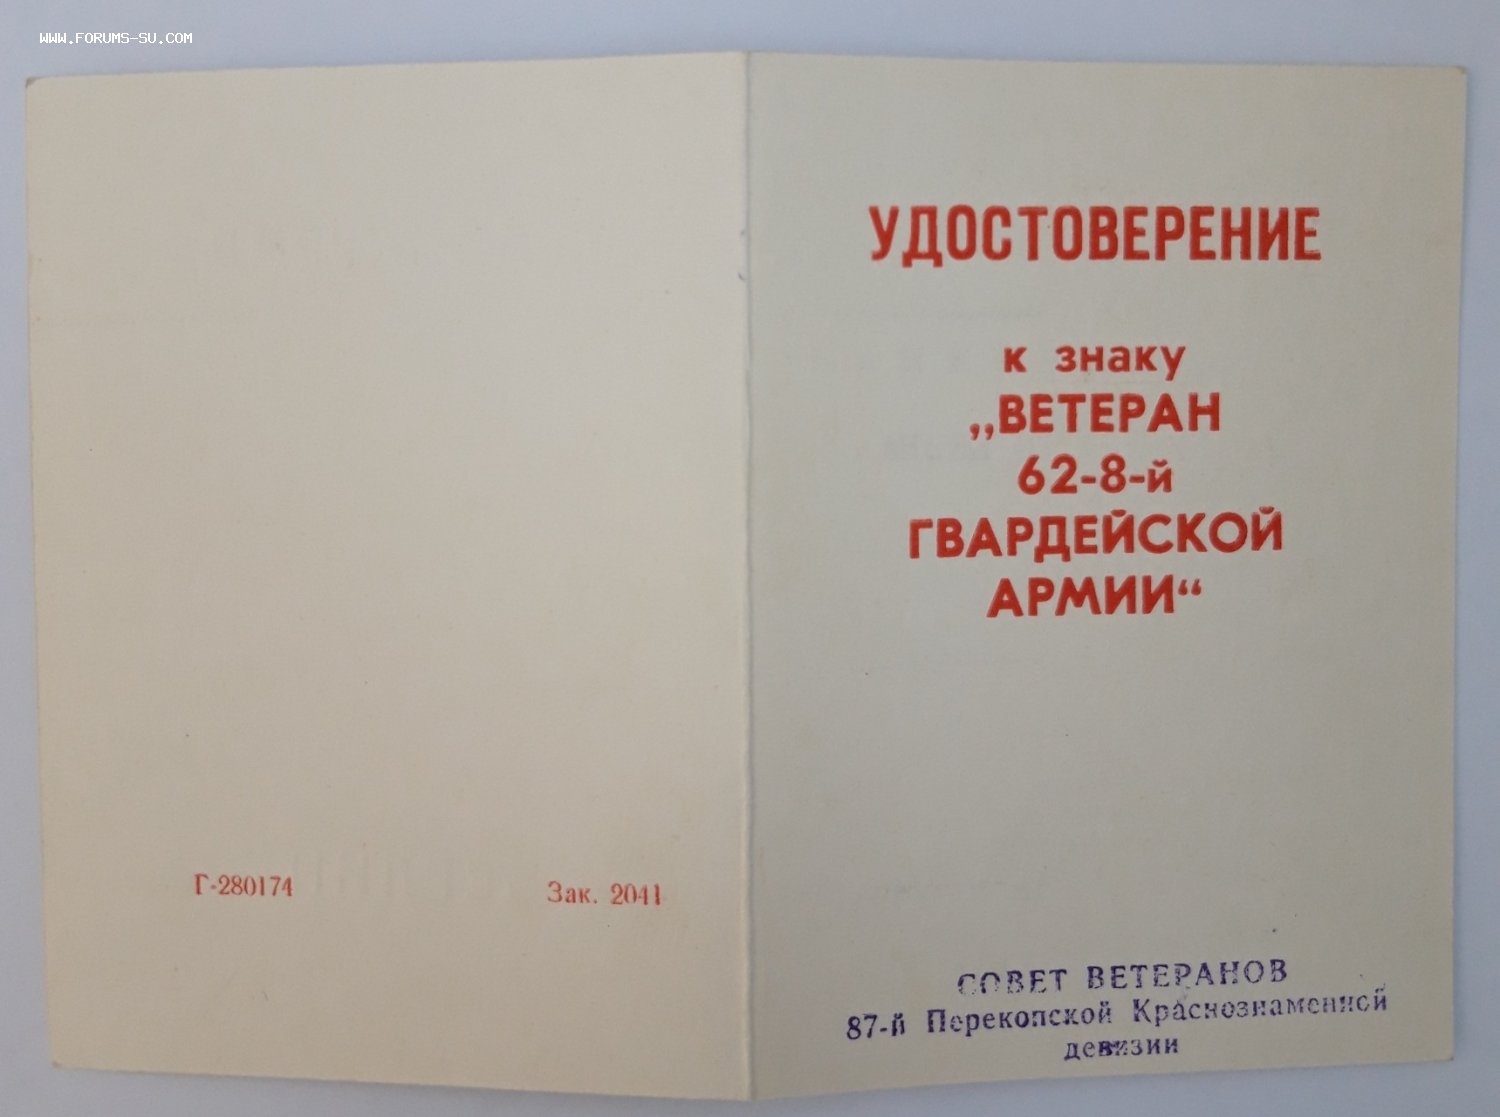 WWW.FORUMS-SU.COM
Г-280174 Зак. 2041
УДОСТОВЕРЕНИЕ
к знаку
„ВЕТЕРАН
62-8-й
ГВАРДЕЙСКОЙ
АРМИИ“
СОВЕТ ВЕТЕРАНОВ
87-й Перекопской Краснознаменной
девизии